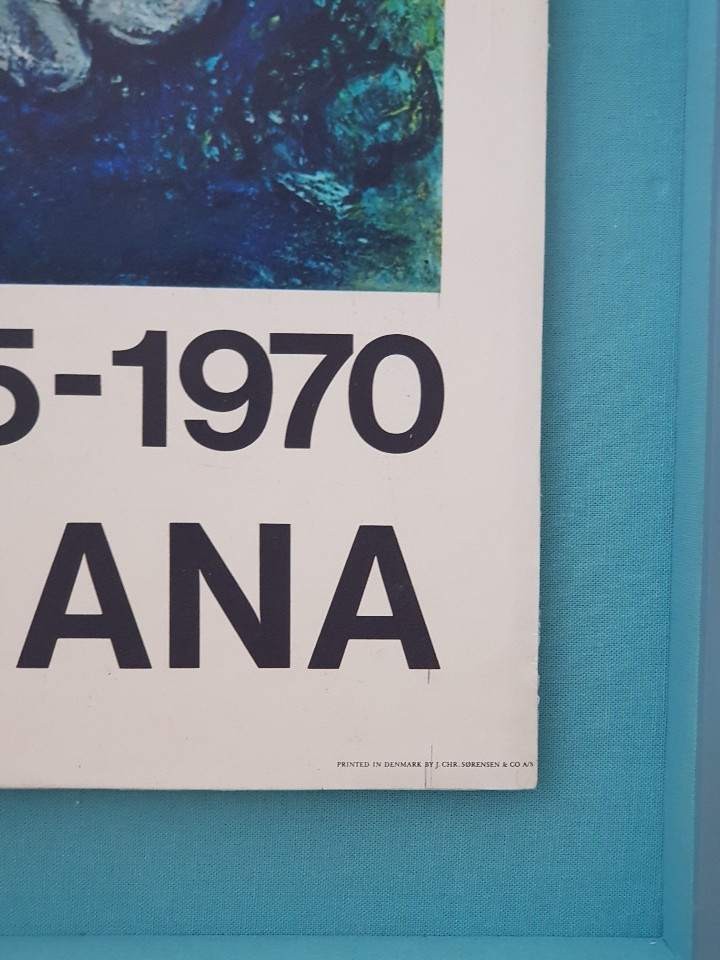 5-1970
ANA
PRINTED IN DENMARK BY J. CHR. SØRENSEN & CO A/S